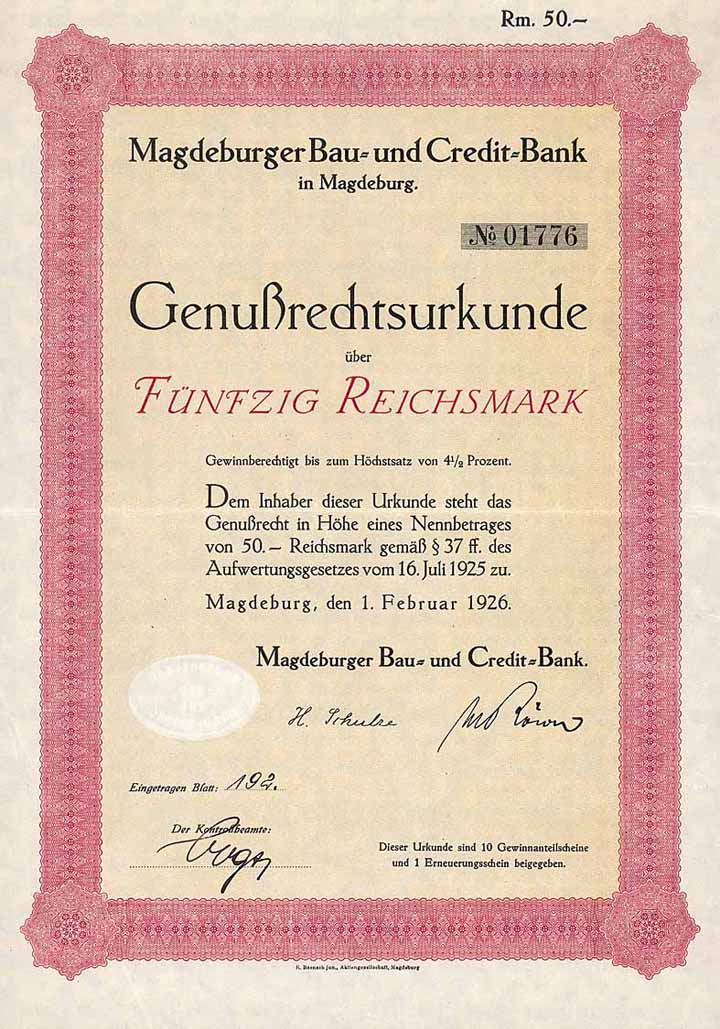 Rm. 50.—
Magdeburger Bau- und Credit-Bank
in Magdeburg.
№ 01776
Genußrechtsurkunde
über
FÜNFZIG REICHSMARK
Gewinnberechtigt bis zum Höchstsatz von 4½ Prozent.
Dem Inhaber dieser Urkunde steht das
Genußrecht in Höhe eines Nennbetrages
von 50.— Reichsmark gemäß § 37 ff. des
Aufwertungsgesetzes vom 16. Juli 1925 zu.
Magdeburg, den 1. Februar 1926.
Magdeburger Bau- und Credit-Bank.
H. Schulze
Eingetragen Blatt: 192.
Der Kontrollbeamte:
Dieser Urkunde sind 10 Gewinnanteilscheine
und 1 Erneuerungsschein beigegeben.
jun., Aktiengesellschaft, Magdeburg